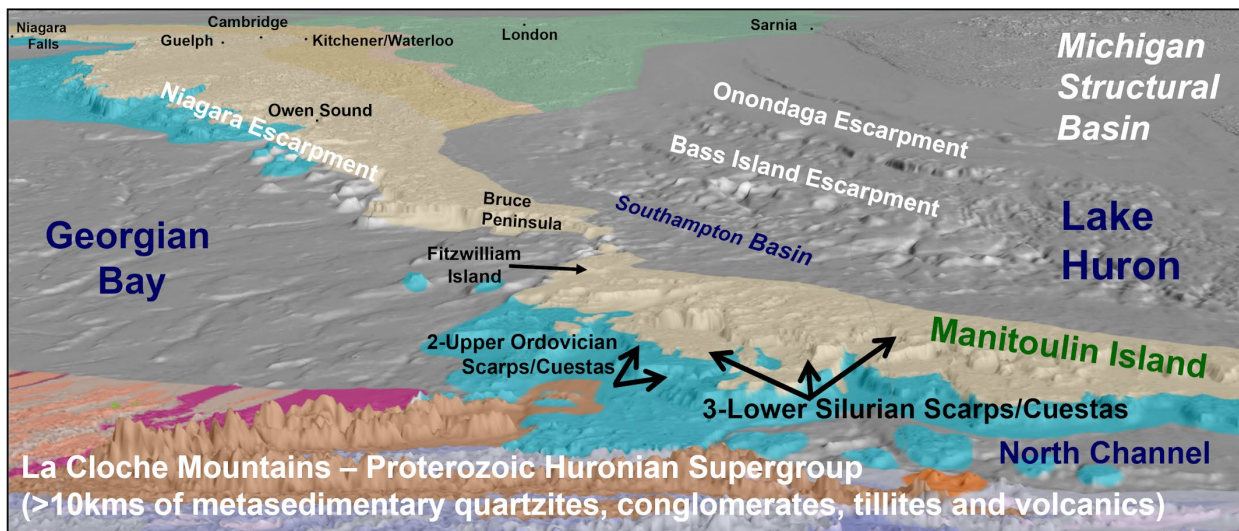 Niagara
Falls
Cambridge
Guelph
Kitchener/Waterloo
London
Sarnia
Michigan
Structural
Basin
Niagara Escarpment
Owen Sound
Onondaga Escarpment
Bass Island Escarpment
Georgian
Bay
Bruce
Peninsula
Southampton Basin
Lake
Huron
Fitzwilliam
Island
Manitoulin Island
2-Upper Ordovician
Scarps/Cuestas
3-Lower Silurian Scarps/Cuestas
North Channel
La Cloche Mountains – Proterozoic Huronian Supergroup
(>10kms of metasedimentary quartzites, conglomerates, tillites and volcanics)